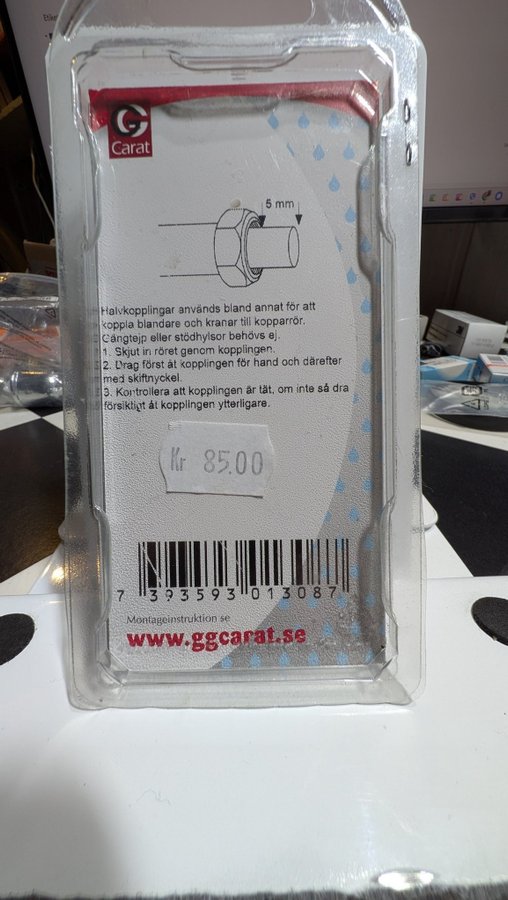 Etik
G
Carat
5 mm
Halvkopplingar används bland annat för att
koppla blandare och kranar till kopparrör.
Gängtejp eller stödhylsor behövs ej.
1. Skjut in röret genom kopplingen.
2. Drag först åt kopplingen för hand och därefter
med skiftnyckel.
3. Kontrollera att kopplingen är tät, om inte så dra
försiktigt åt kopplingen ytterligare.
Kr 85.00
7 393593 013087
Montageinstruktion se
www.ggcarat.se